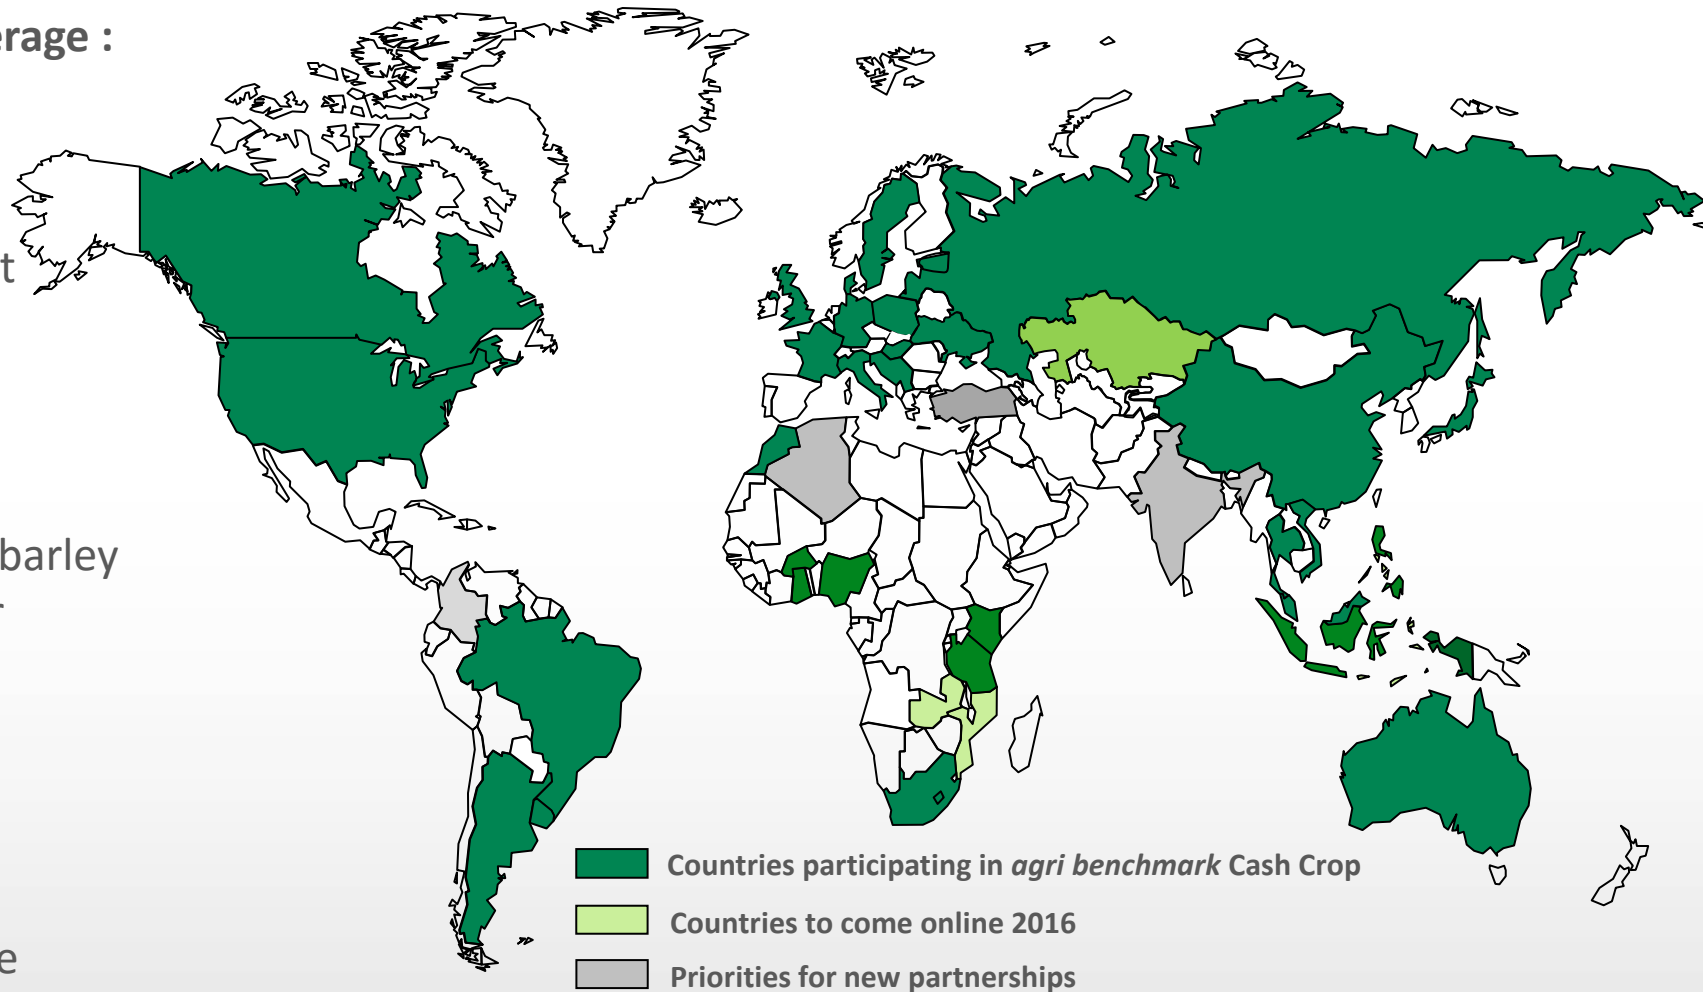 erage :
t
barley
r
e
Countries participating in agri benchmark Cash Crop
Countries to come online 2016
Priorities for new partnerships